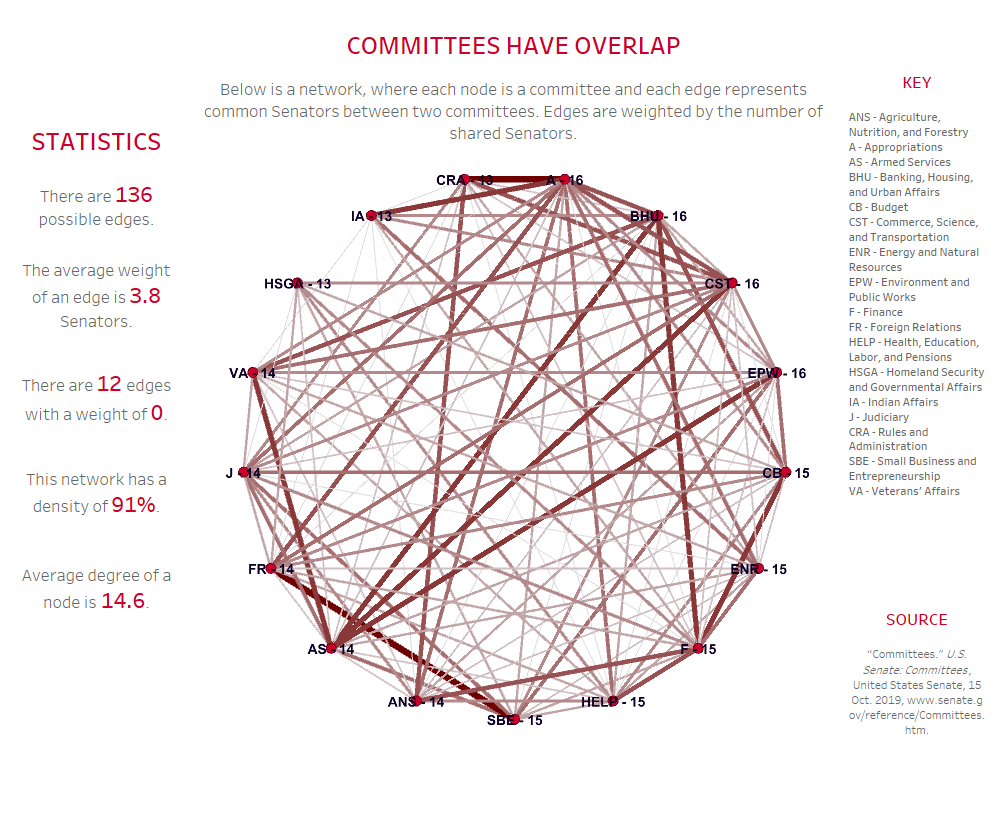 COMMITTEES HAVE OVERLAP
Below is a network, where each node is a committee and each edge represents
common Senators between two committees. Edges are weighted by the number of
shared Senators.
STATISTICS
There are 136
possible edges.
The average weight
of an edge is 3.8
Senators.
There are 12 edges
with a weight of 0.
This network has a
density of 91%.
Average degree of a
node is 14.6.
CRA - 13
A - 16
IA - 13
BHU - 16
HSGA - 13
CST - 16
VA - 14
EPW - 16
J - 14
CB - 15
FR - 14
ENR - 15
AS - 14
F - 15
ANS - 14
HELP - 15
SBE - 15
KEY
ANS - Agriculture,
Nutrition, and Forestry
A - Appropriations
AS - Armed Services
BHU - Banking, Housing,
and Urban Affairs
CB - Budget
CST - Commerce, Science,
and Transportation
ENR - Energy and Natural
Resources
EPW - Environment and
Public Works
F - Finance
FR - Foreign Relations
HELP - Health, Education,
Labor, and Pensions
HSGA - Homeland Security
and Governmental Affairs
IA - Indian Affairs
J - Judiciary
CRA - Rules and
Administration
SBE - Small Business and
Entrepreneurship
VA - Veterans’ Affairs
SOURCE
“Committees.” U.S.
Senate: Committees,
United States Senate, 15
Oct. 2019, www.senate.g
ov/reference/Committees.
htm.